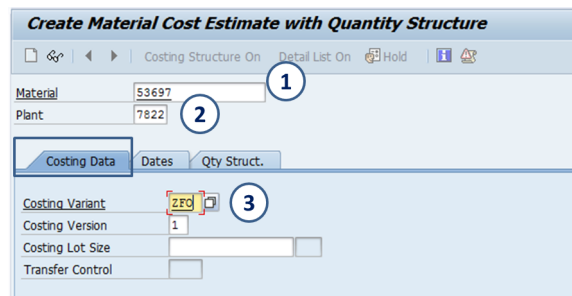 Create Material Cost Estimate with Quantity Structure
Costing Structure On Detail List On Hold
1
Material 53697
Plant 7822 2
Costing Data Dates Qty Struct.
Costing Variant ZFO 3
Costing Version 1
Costing Lot Size
Transfer Control